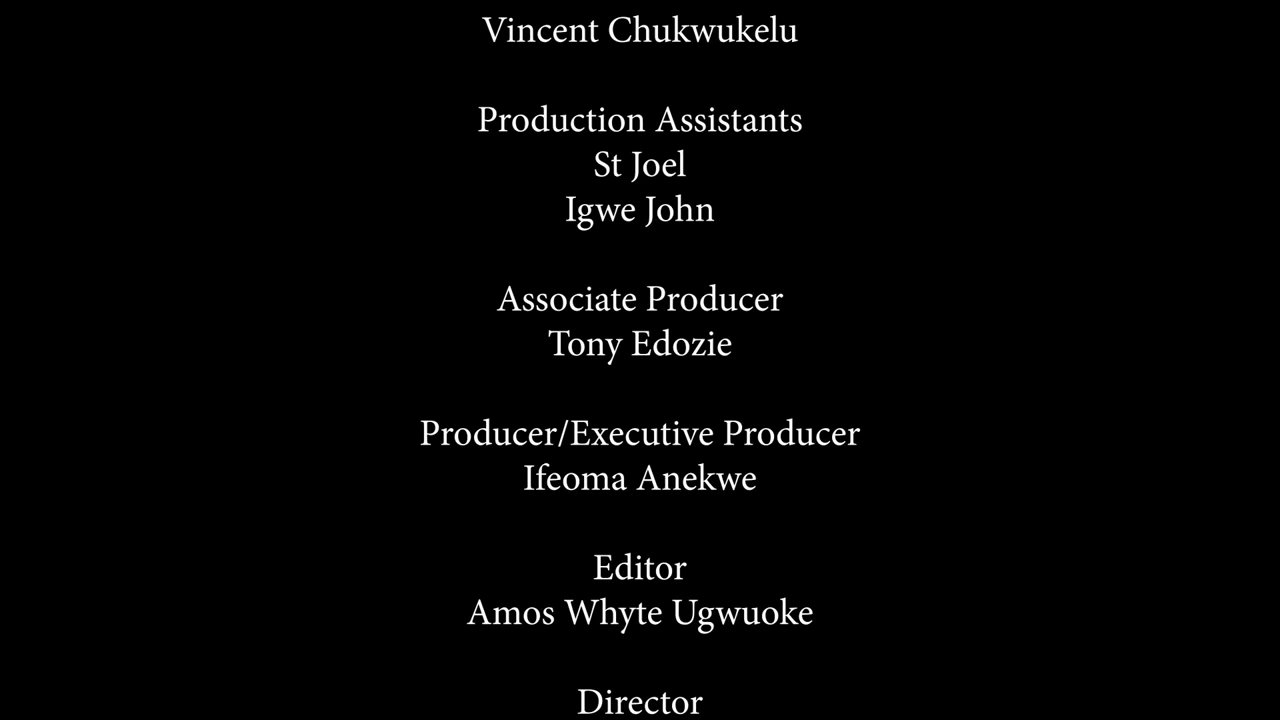 Vincent Chukwukelu
Production Assistants
St Joel
Igwe John
Associate Producer
Tony Edozie
Producer/Executive Producer
Ifeoma Anekwe
Editor
Amos Whyte Ugwuoke
Director